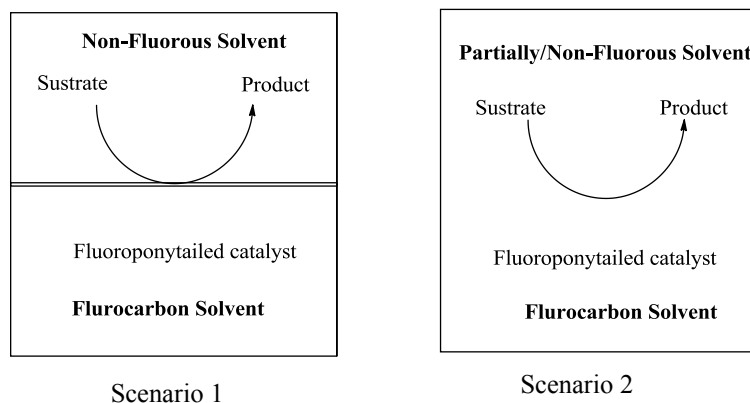 Non-Fluorous Solvent
Sustrate Product
Fluoroponytailed catalyst
Flurocarbon Solvent
Scenario 1
Partially/Non-Fluorous Solvent
Sustrate Product
Fluoroponytailed catalyst
Flurocarbon Solvent
Scenario 2